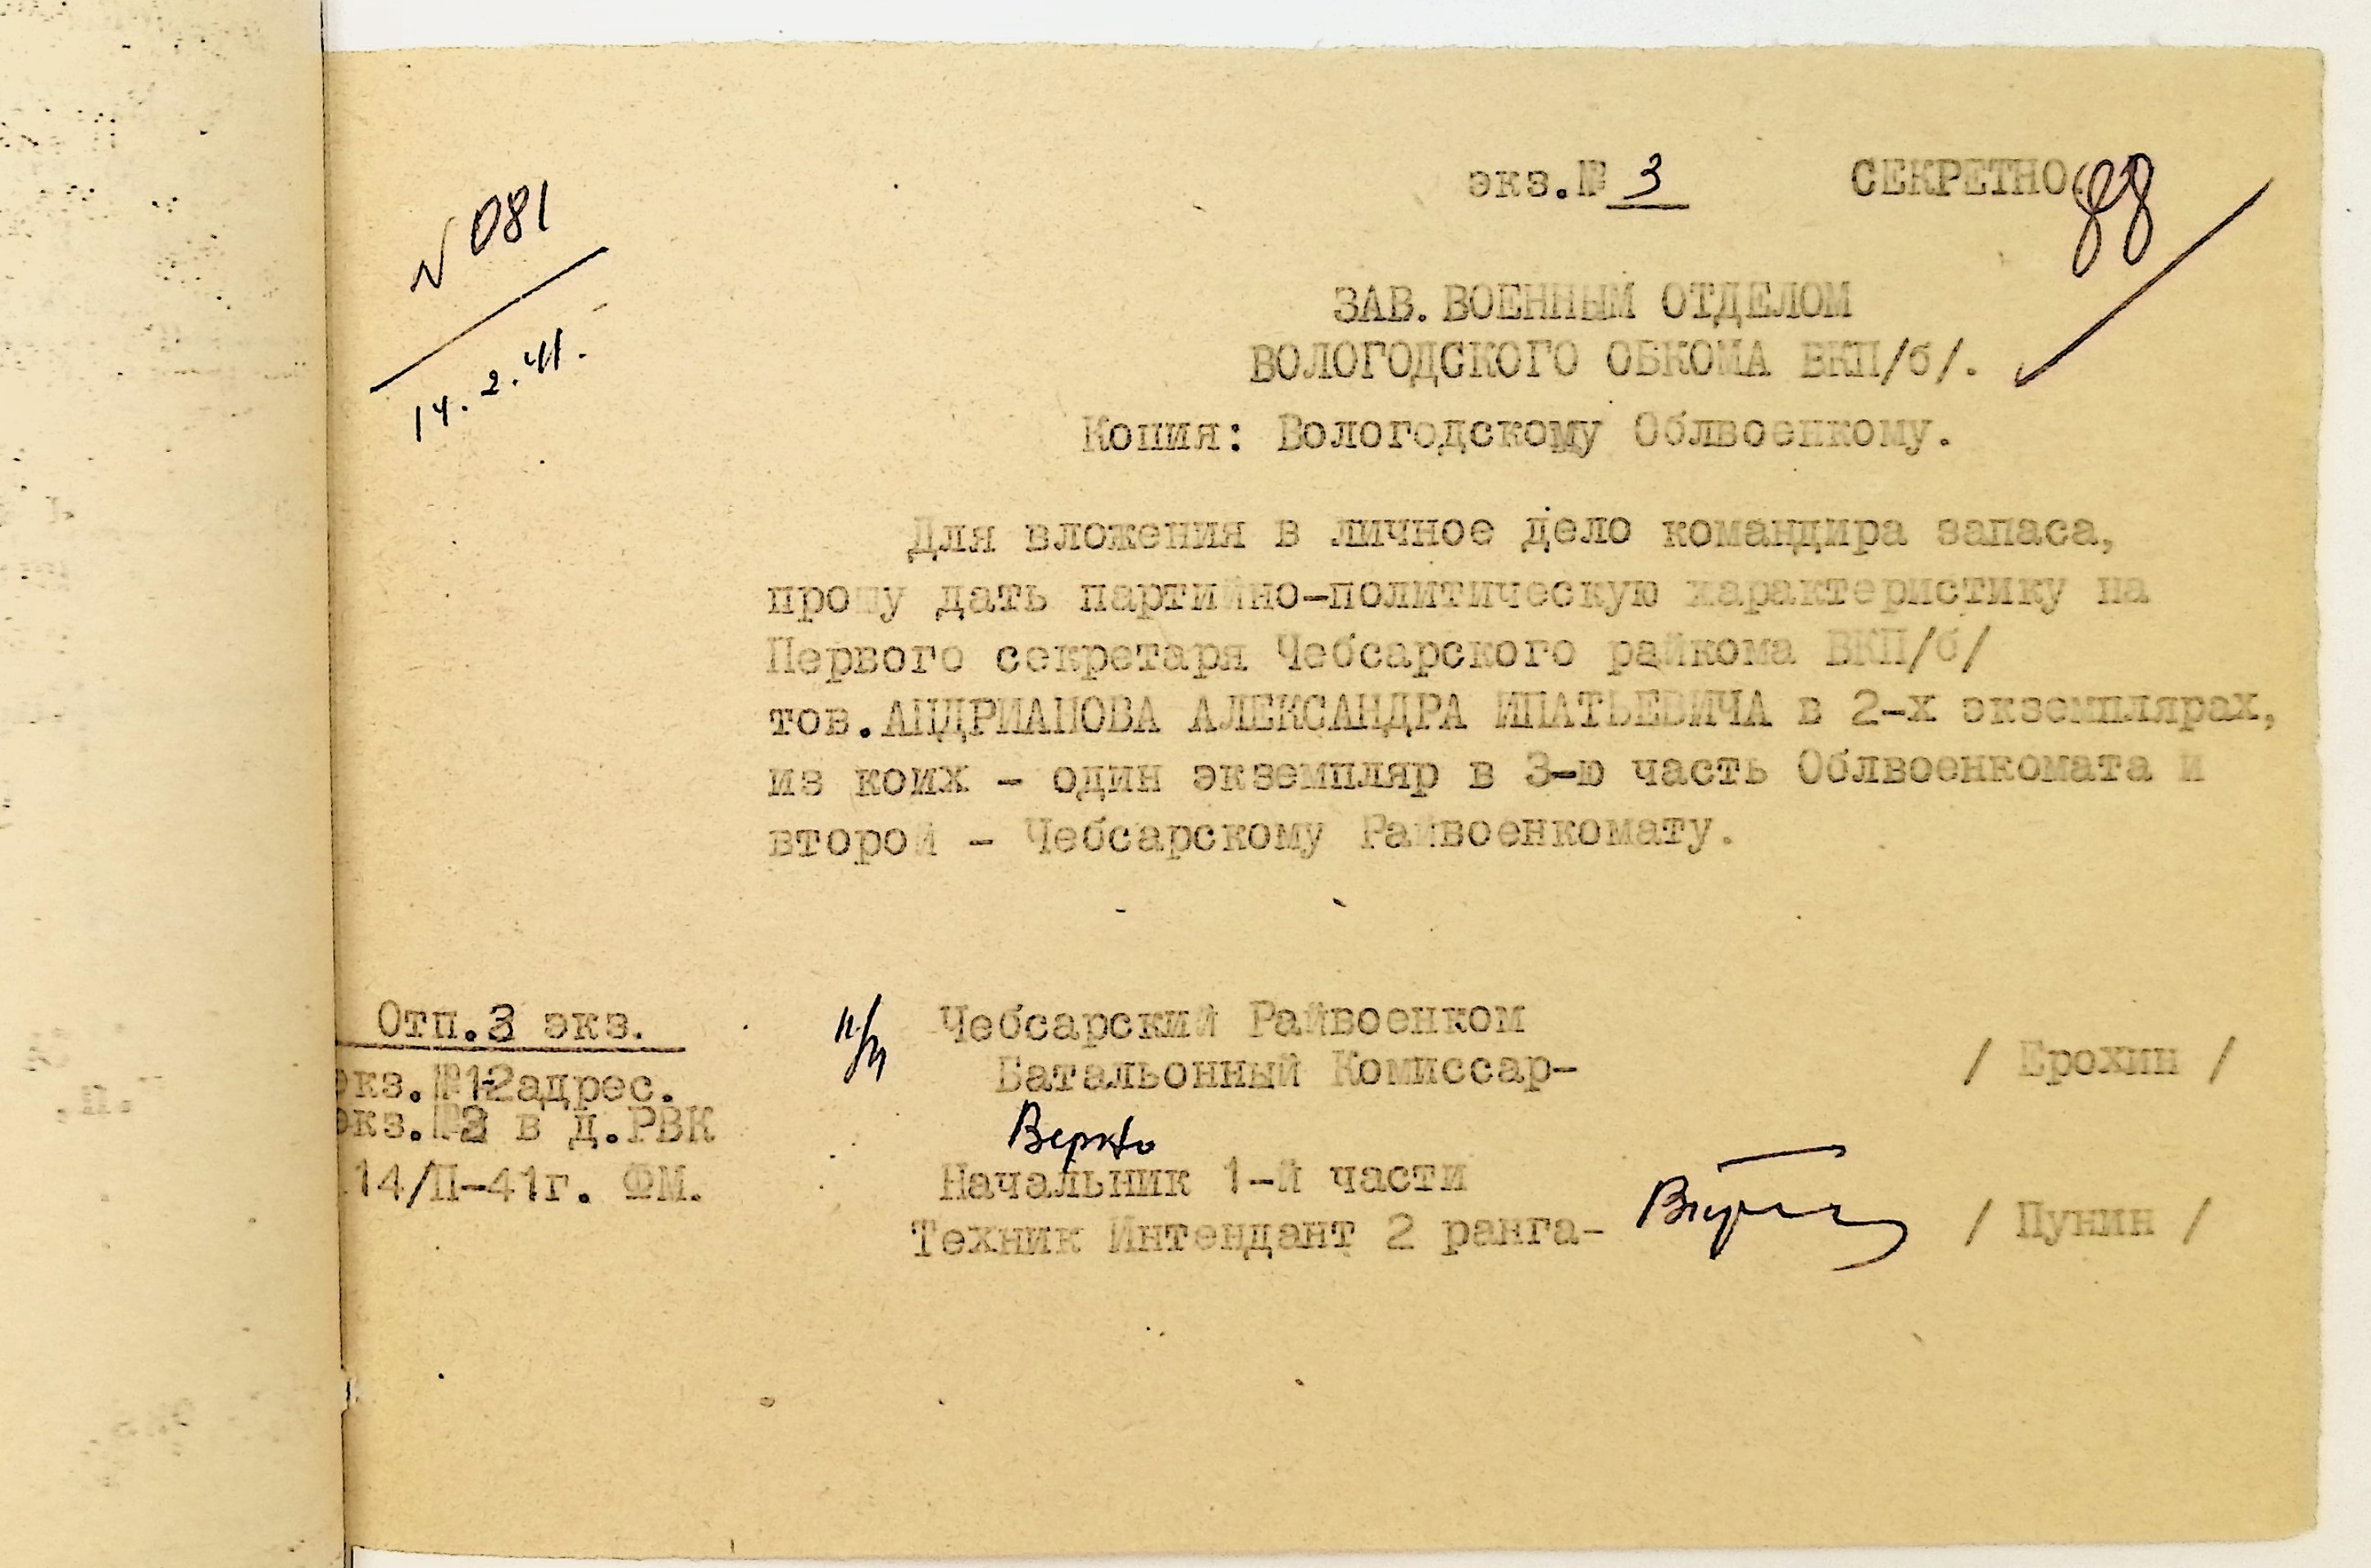 № 081
14.2.41.
экз.№ 3 СЕКРЕТНО
88
ЗАВ. ВОЕННЫМ ОТДЕЛОМ
ВОЛОГОДСКОГО ОБКОМА ВКП/б/.
Копия: Вологодскому Облвоенкому.
Для вложения в личное дело командира запаса,
прошу дать партийно-политическую характеристику на
Первого секретаря Чебсарского райкома ВКП/б/
тов.АНДРИАНОВА АЛЕКСАНДРА ИПАТЬЕВИЧА в 2-х экземплярах,
из коих - один экземпляр в 3-ю часть Облвоенкомата и
второй - Чебсарскому Райвоенкомату.
п/п Чебсарский Райвоенком
Батальонный Комиссар- / Ерохин /
Верно
Начальник 1-й части
Техник Интендант 2 ранга- / Пунин /
Отп.3 экз.
экз.№1-2адрес.
экз.№3 в д.РВК
14/II-41г. ФМ.